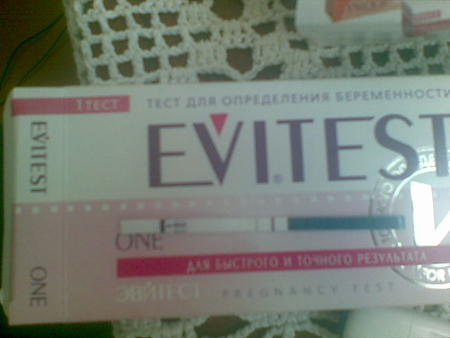 1 ТЕСТ
ТЕСТ ДЛЯ ОПРЕДЕЛЕНИЯ БЕРЕМЕННОСТИ
EVITEST
EVITEST®
ONE
ONE
ДЛЯ БЫСТРОГО И ТОЧНОГО РЕЗУЛЬТАТА
ЭВИТЕСТ PREGNANCY TEST